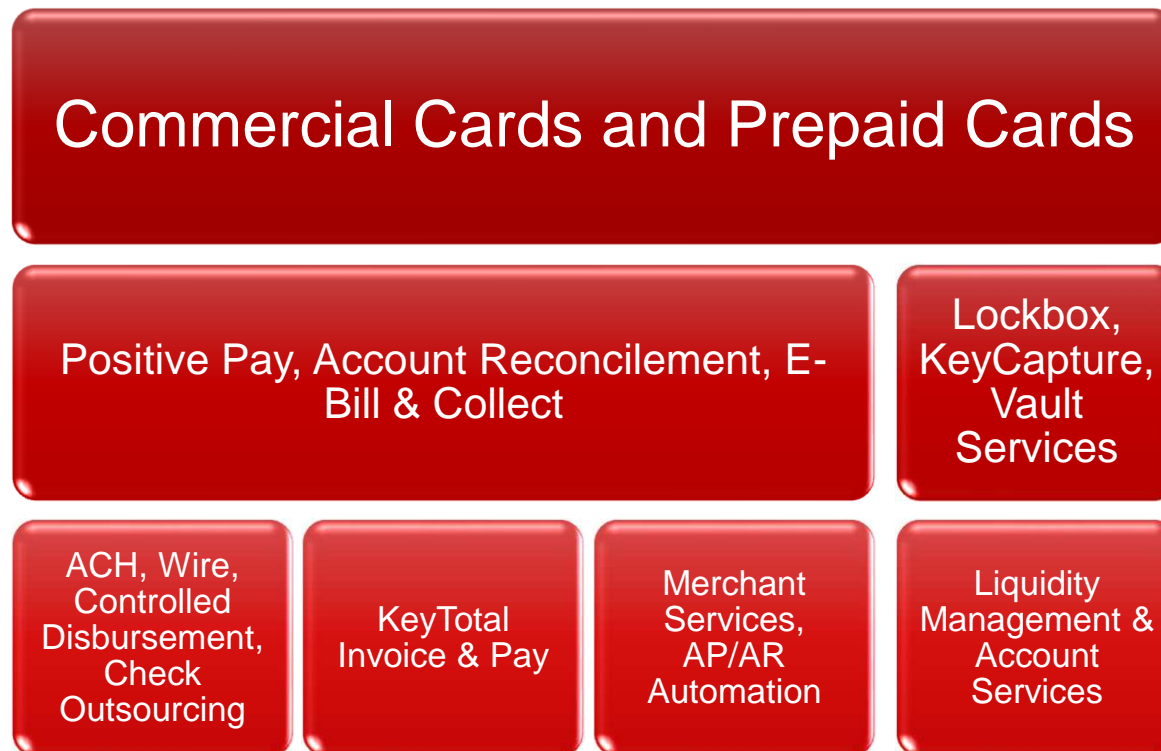 Commercial Cards and Prepaid Cards
Positive Pay, Account Reconcilement, E-
Bill & Collect
Lockbox,
KeyCapture,
Vault
Services
ACH, Wire,
Controlled
Disbursement,
Check
Outsourcing
KeyTotal
Invoice & Pay
Merchant
Services,
AP/AR
Automation
Liquidity
Management &
Account
Services